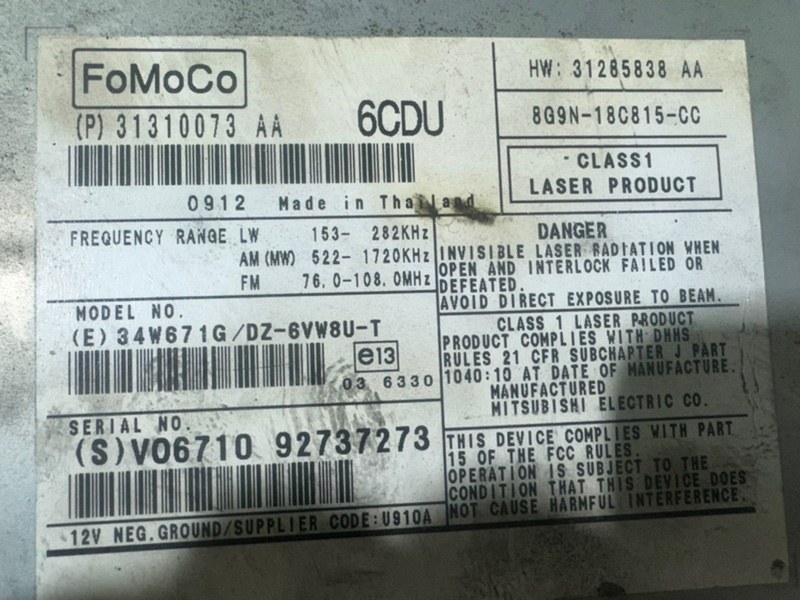 FoMoCo
(P) 31310073 AA 6CDU
0912 Made in Thailand
HW: 31285838 AA
8G9N-18C815-CC
CLASS1
LASER PRODUCT
FREQUENCY RANGE LW 153- 282KHz
AM (MW) 522- 1720KHz
FM 76.0-108.0MHz
DANGER
INVISIBLE LASER RADIATION WHEN
OPEN AND INTERLOCK FAILED OR
DEFEATED.
AVOID DIRECT EXPOSURE TO BEAM.
MODEL NO.
(E) 34W671G/DZ-6VW8U-T
e13
03 6330
CLASS 1 LASER PRODUCT
PRODUCT COMPLIES WITH DHHS
RULES 21 CFR SUBCHAPTER J PART
1040:10 AT DATE OF MANUFACTURE.
MANUFACTURED
MITSUBISHI ELECTRIC CO.
SERIAL NO.
(S)V06710 92737273
12V NEG.GROUND/SUPPLIER CODE:U910A
THIS DEVICE COMPLIES WITH PART
15 OF THE FCC RULES.
OPERATION IS SUBJECT TO THE
CONDITION THAT THIS DEVICE DOES
NOT CAUSE HARMFUL INTERFERENCE.